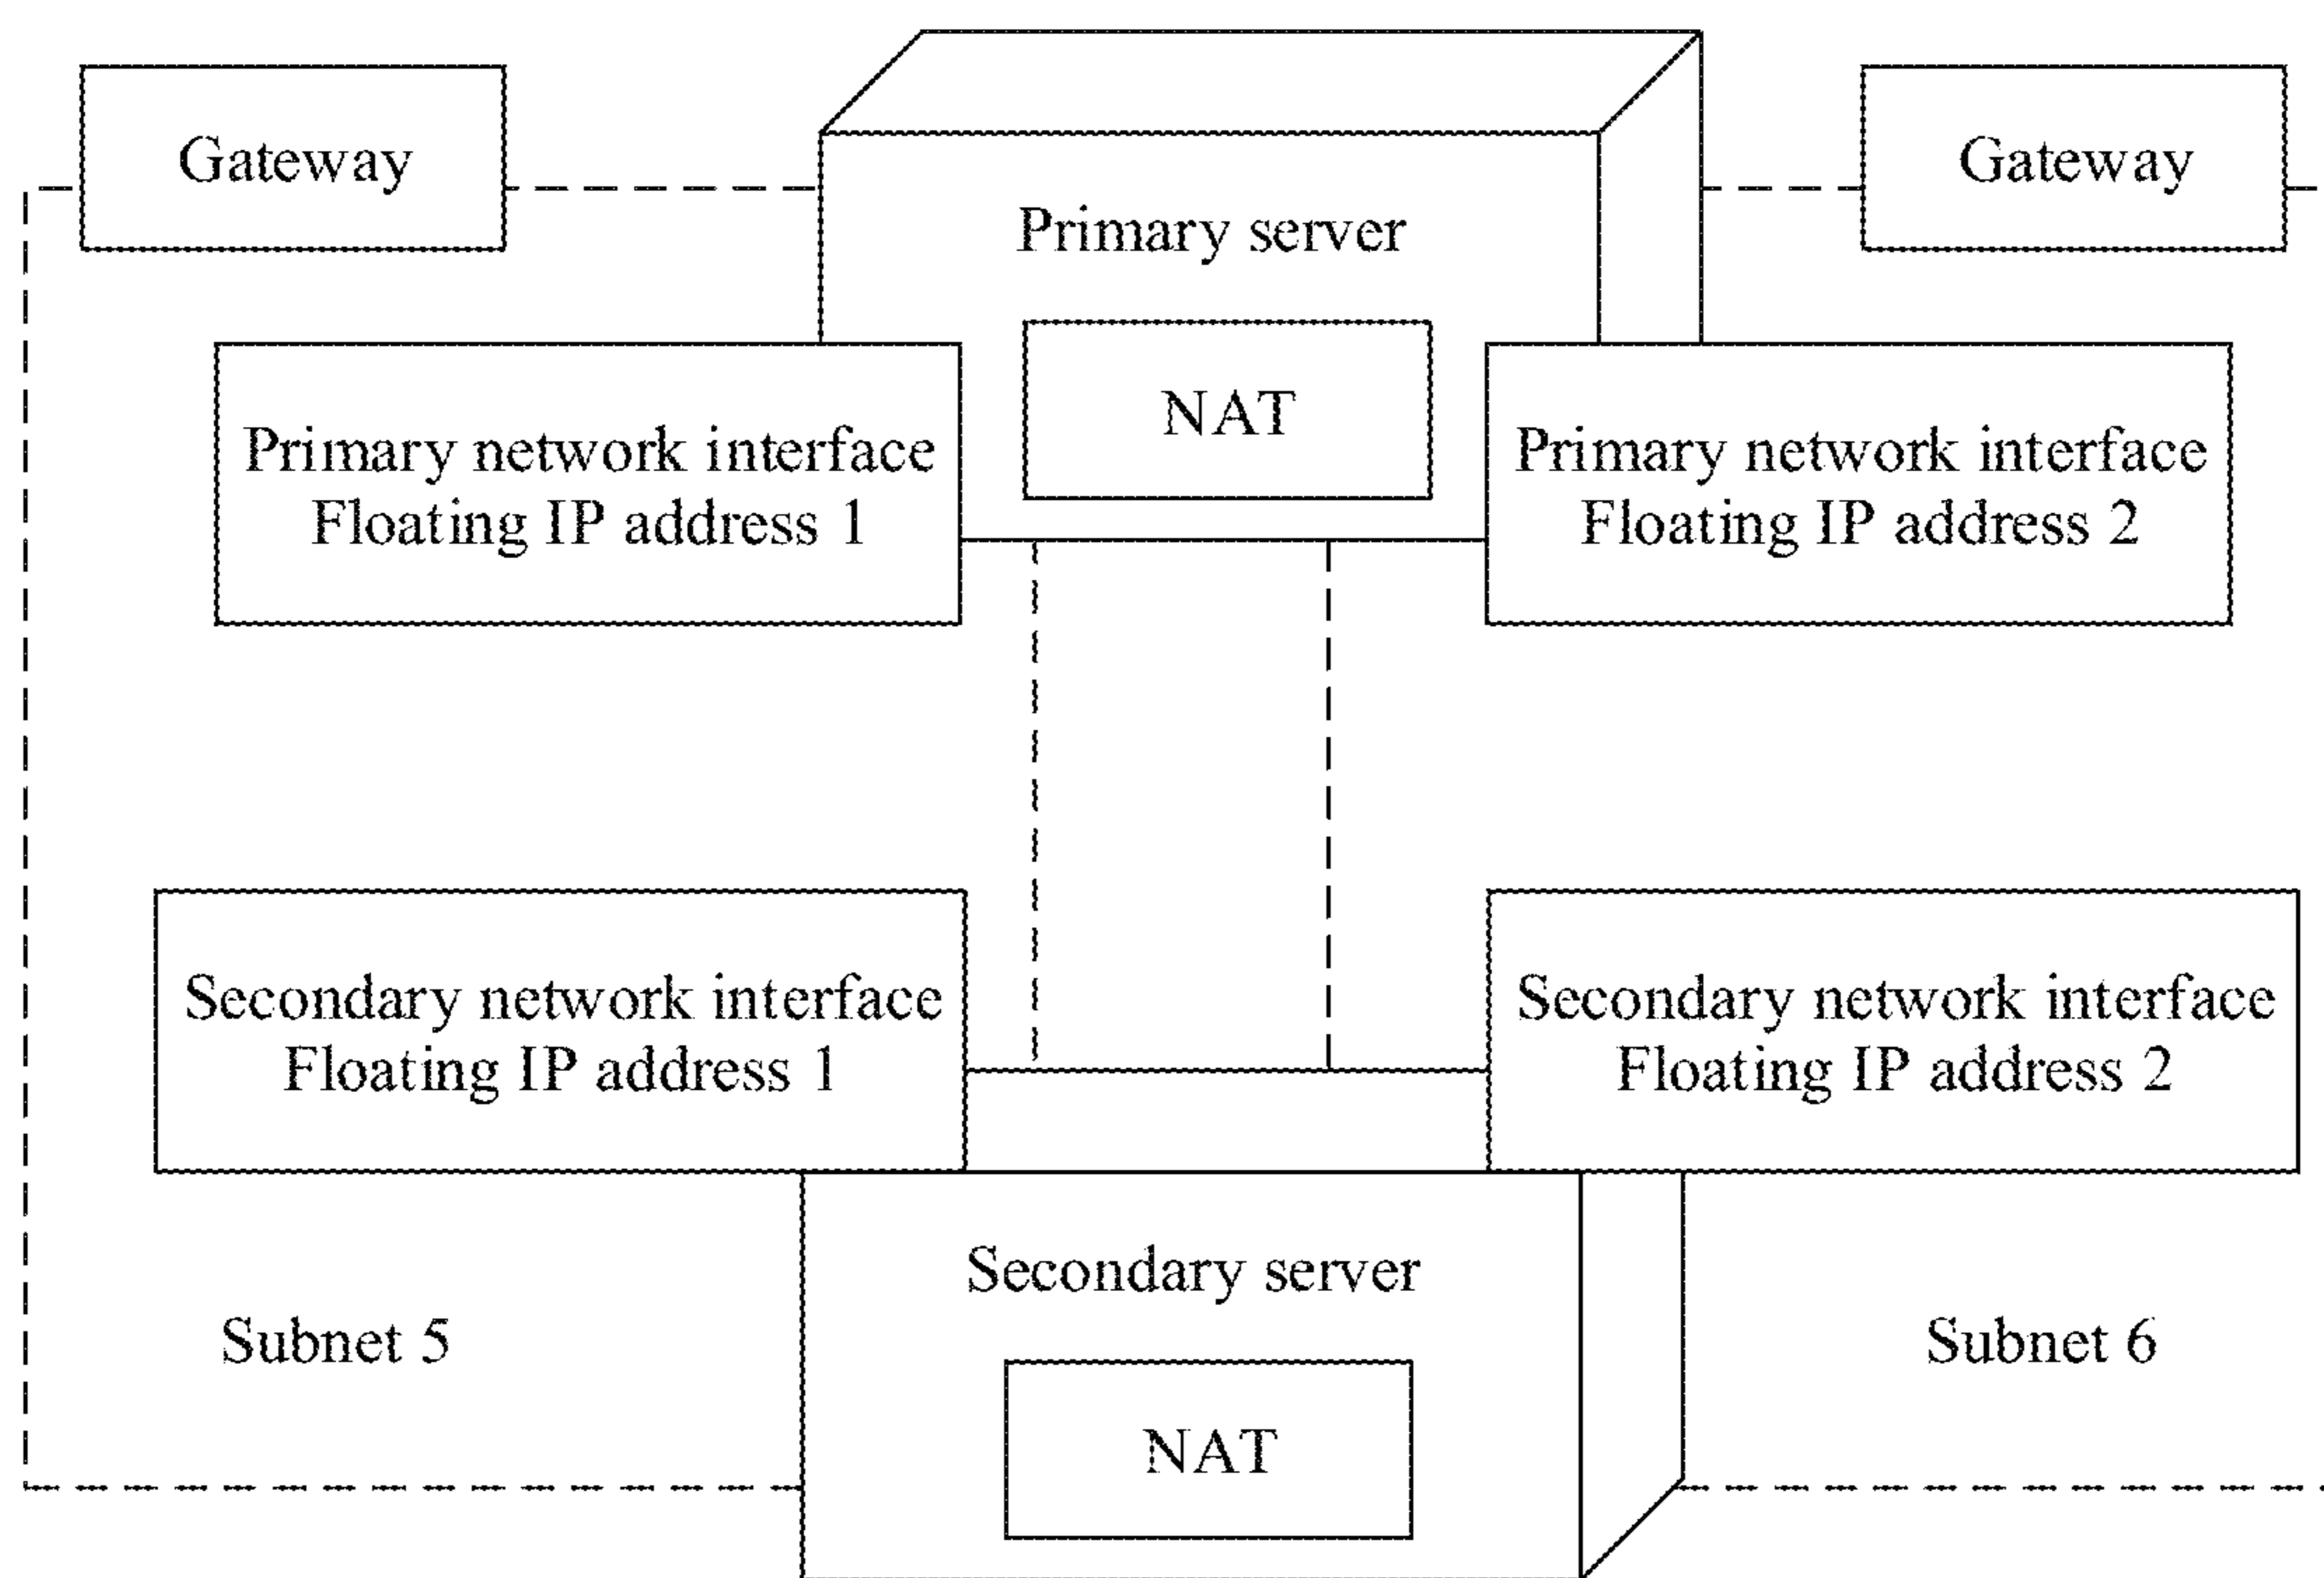 Gateway
Gateway
Primary server
NAT
Primary network interface
Floating IP address 1
Primary network interface
Floating IP address 2
Secondary network interface
Floating IP address 1
Secondary network interface
Floating IP address 2
Secondary server
Subnet 5
Subnet 6
NAT